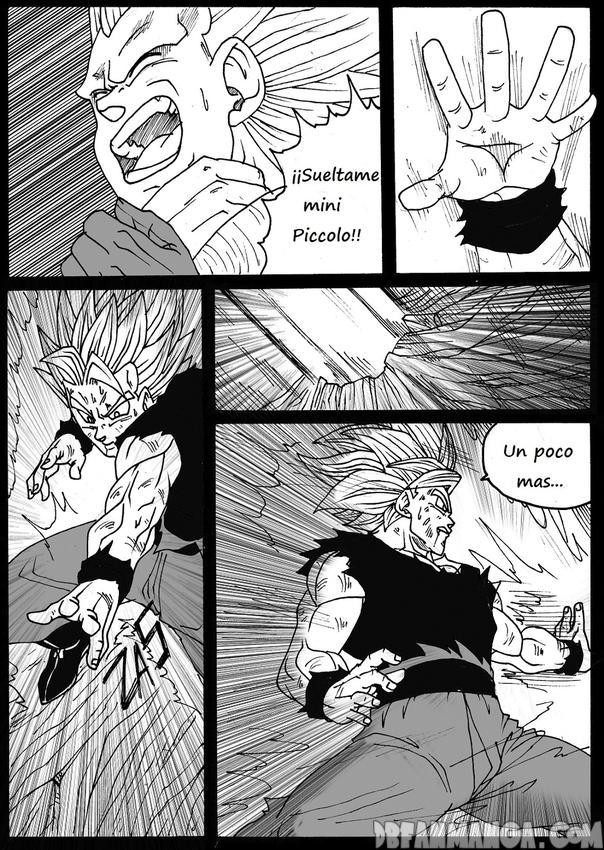 ¡¡Sueltame
mini
Piccolo!!
Un poco
mas...
DBFANMANGA.COM